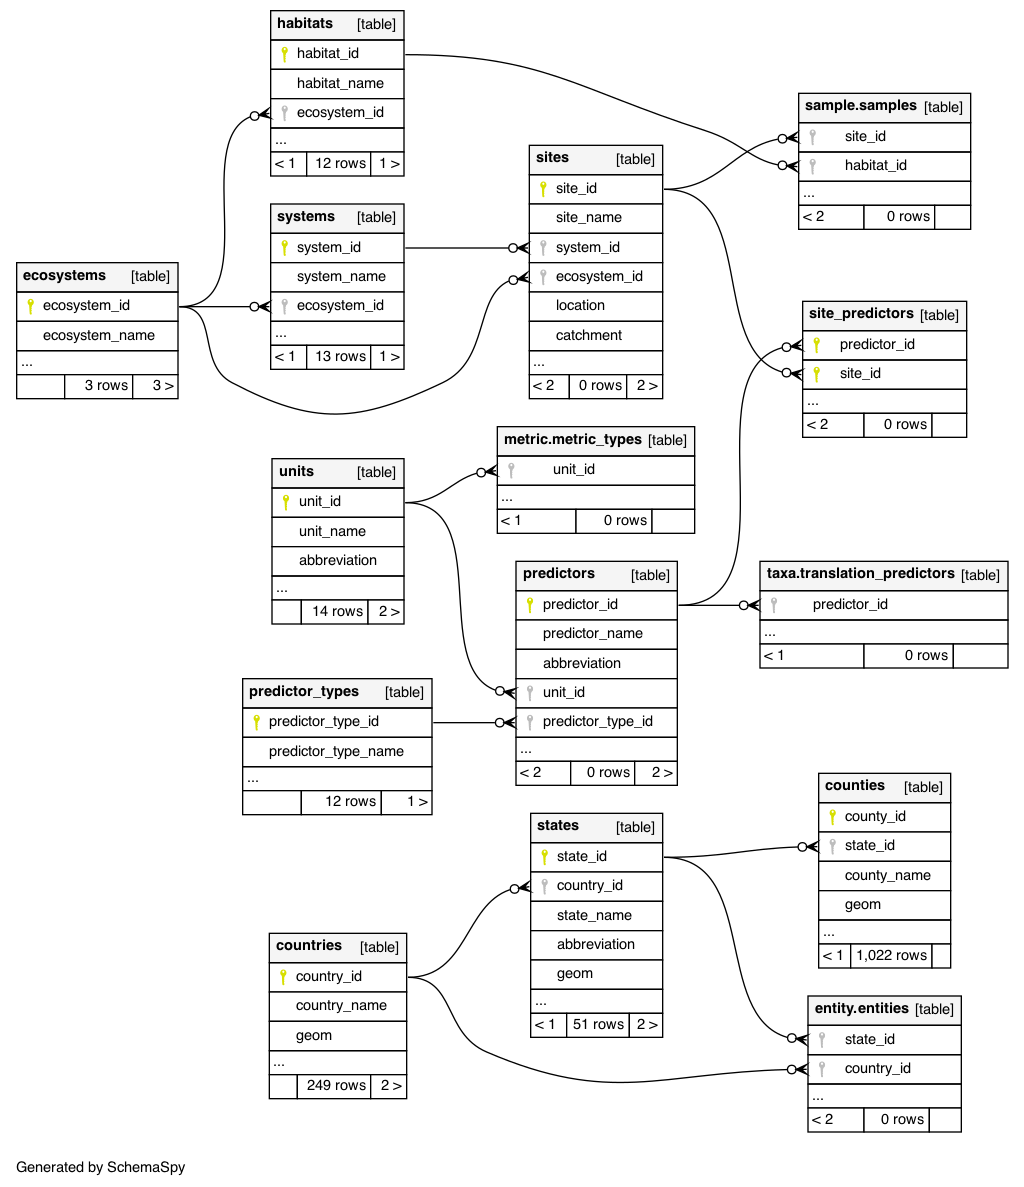 habitats [table]
habitat_id
habitat_name
ecosystem_id
...
< 1 12 rows 1 >
sample.samples [table]
site_id
habitat_id
...
< 2 0 rows
sites [table]
site_id
site_name
system_id
ecosystem_id
location
catchment
...
< 2 0 rows 2 >
systems [table]
system_id
system_name
ecosystem_id
...
< 1 13 rows 1 >
ecosystems [table]
ecosystem_id
ecosystem_name
...
3 rows 3 >
site_predictors [table]
predictor_id
site_id
...
< 2 0 rows
metric.metric_types [table]
unit_id
...
< 1 0 rows
units [table]
unit_id
unit_name
abbreviation
...
14 rows 2 >
predictors [table]
predictor_id
predictor_name
abbreviation
unit_id
predictor_type_id
...
< 2 0 rows 2 >
taxa.translation_predictors [table]
predictor_id
...
< 1 0 rows
predictor_types [table]
predictor_type_id
predictor_type_name
...
12 rows 1 >
counties [table]
county_id
state_id
county_name
geom
...
< 1 1,022 rows
states [table]
state_id
country_id
state_name
abbreviation
geom
...
< 1 51 rows 2 >
countries [table]
country_id
country_name
geom
...
249 rows 2 >
entity.entities [table]
state_id
country_id
...
< 2 0 rows
Generated by SchemaSpy